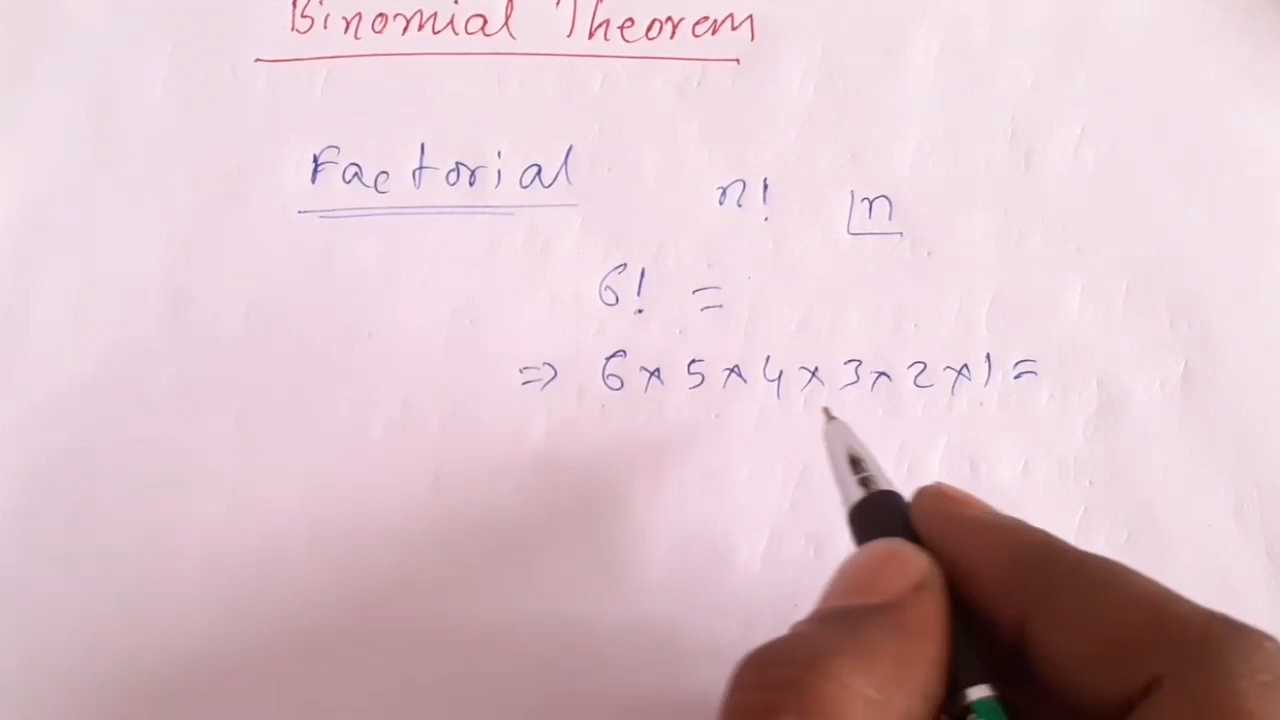 Binomial Theorem
Factorial n! |n
6! =
⇒ 6 × 5 × 4 × 3 × 2 × 1 =